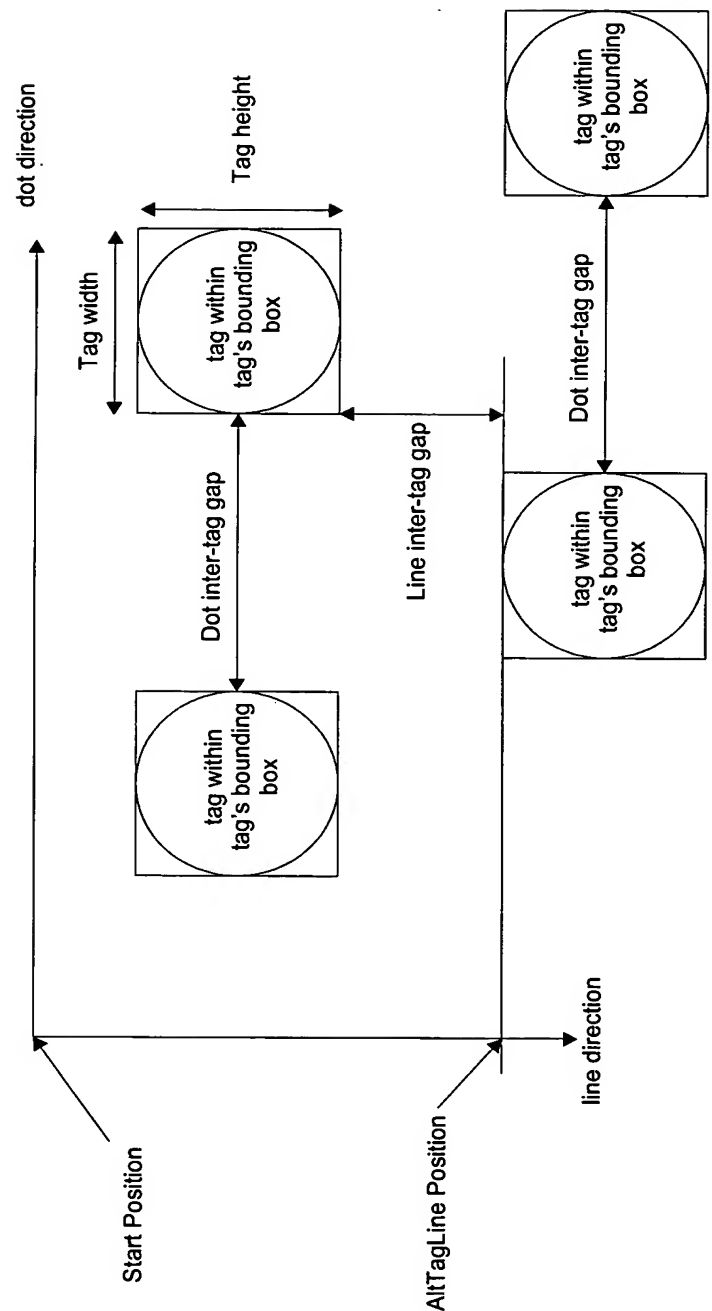 dot direction
Tag width
Tag height
tag within
tag's bounding
box
Dot inter-tag gap
tag within
tag's bounding
box
Line inter-tag gap
Start Position
AltTagLine Position
line direction
tag within
tag's bounding
box
Dot inter-tag gap
tag within
tag's bounding
box